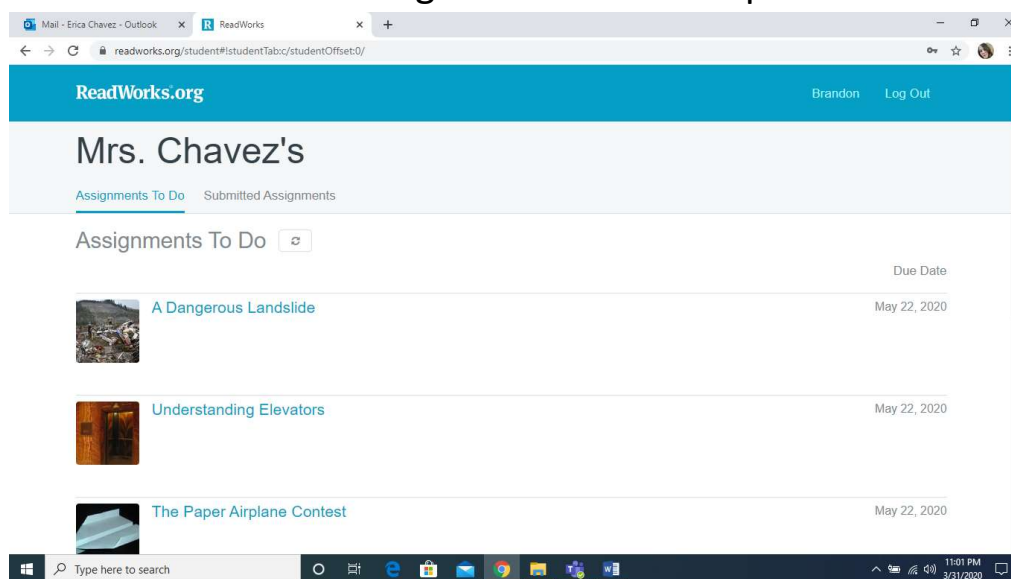 Mail - Erica Chavez - Outlook
ReadWorks
readworks.org/student#!studentTab:c/studentOffset:0/
ReadWorks.org
Brandon
Log Out
Mrs. Chavez's
Assignments To Do
Submitted Assignments
Assignments To Do
Due Date
A Dangerous Landslide
May 22, 2020
Understanding Elevators
May 22, 2020
The Paper Airplane Contest
May 22, 2020
Type here to search
11:01 PM
3/31/2020